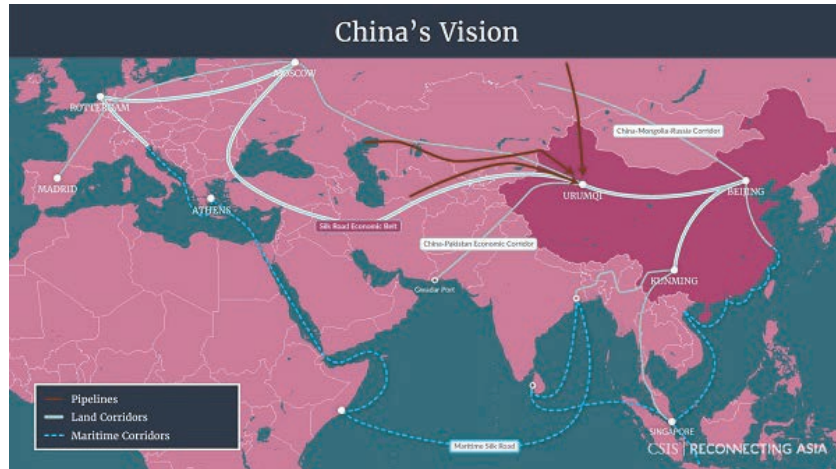 China's Vision
MOSCOW
ROTTERDAM
China-Mongolia-Russia Corridor
MADRID
ATHENS
URUMQI
BEIJING
Silk Road Economic Belt
China-Pakistan Economic Corridor
Gwadar Port
KUNMING
Pipelines
Land Corridors
Maritime Corridors
Maritime Silk Road
SINGAPORE
CSIS | RECONNECTING ASIA